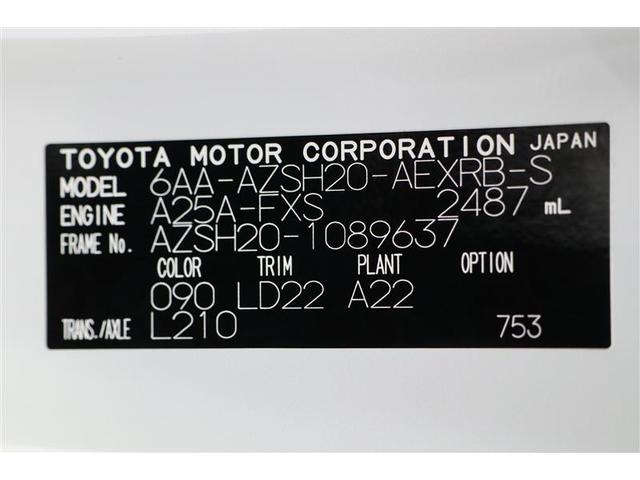 TOYOTA MOTOR CORPORATION JAPAN
MODEL 6AA-AZSH20-AEXRB-S
ENGINE A25A-FXS 2487 mL
FRAME No. AZSH20-1089637
COLOR TRIM PLANT OPTION
090 LD22 A22
TRANS./AXLE L210 753